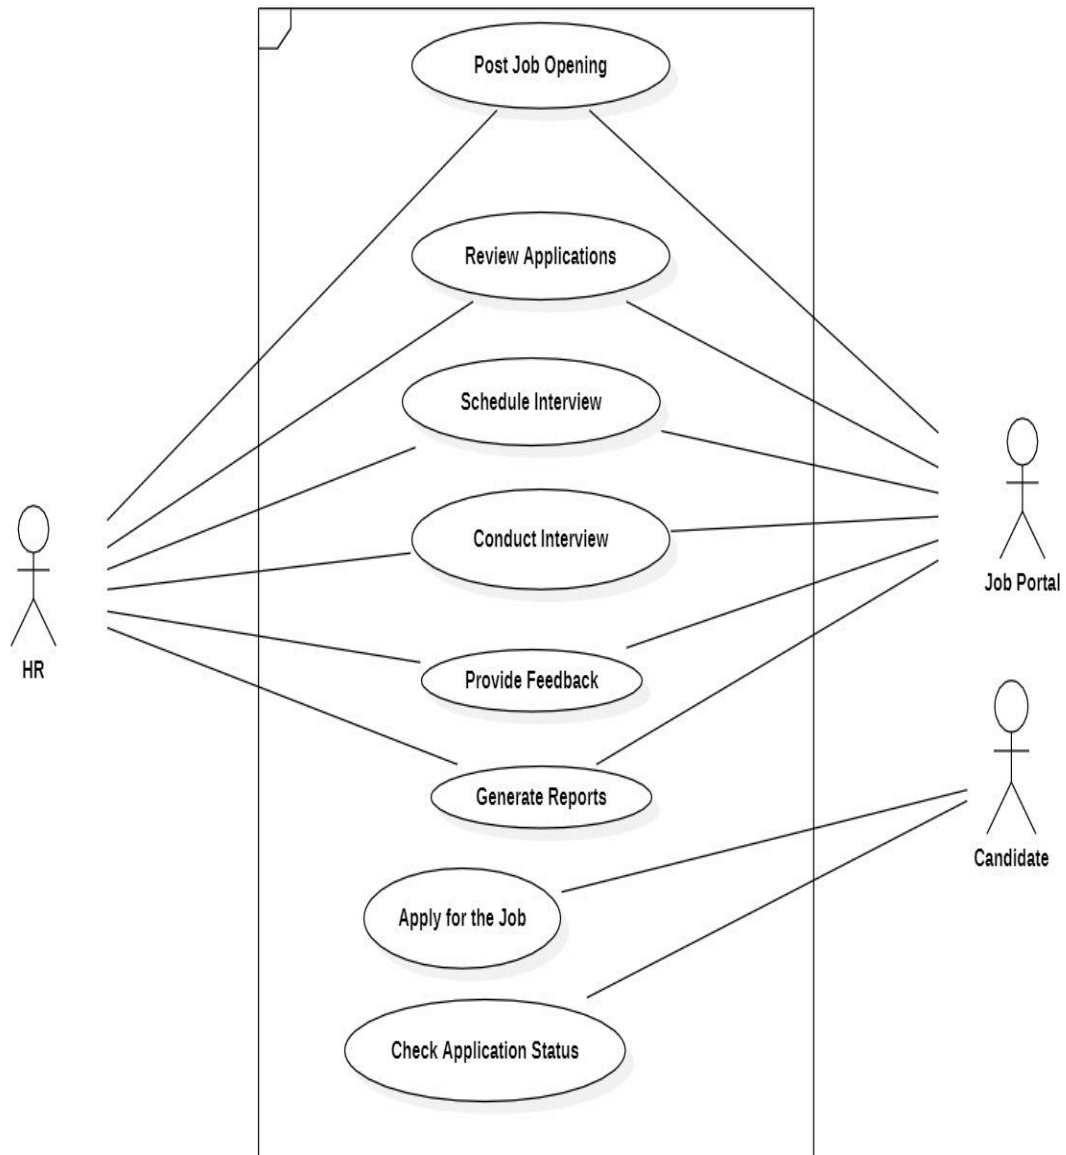 Post Job Opening
Review Applications
Schedule Interview
Conduct Interview
Job Portal
HR
Provide Feedback
Generate Reports
Candidate
Apply for the Job
Check Application Status